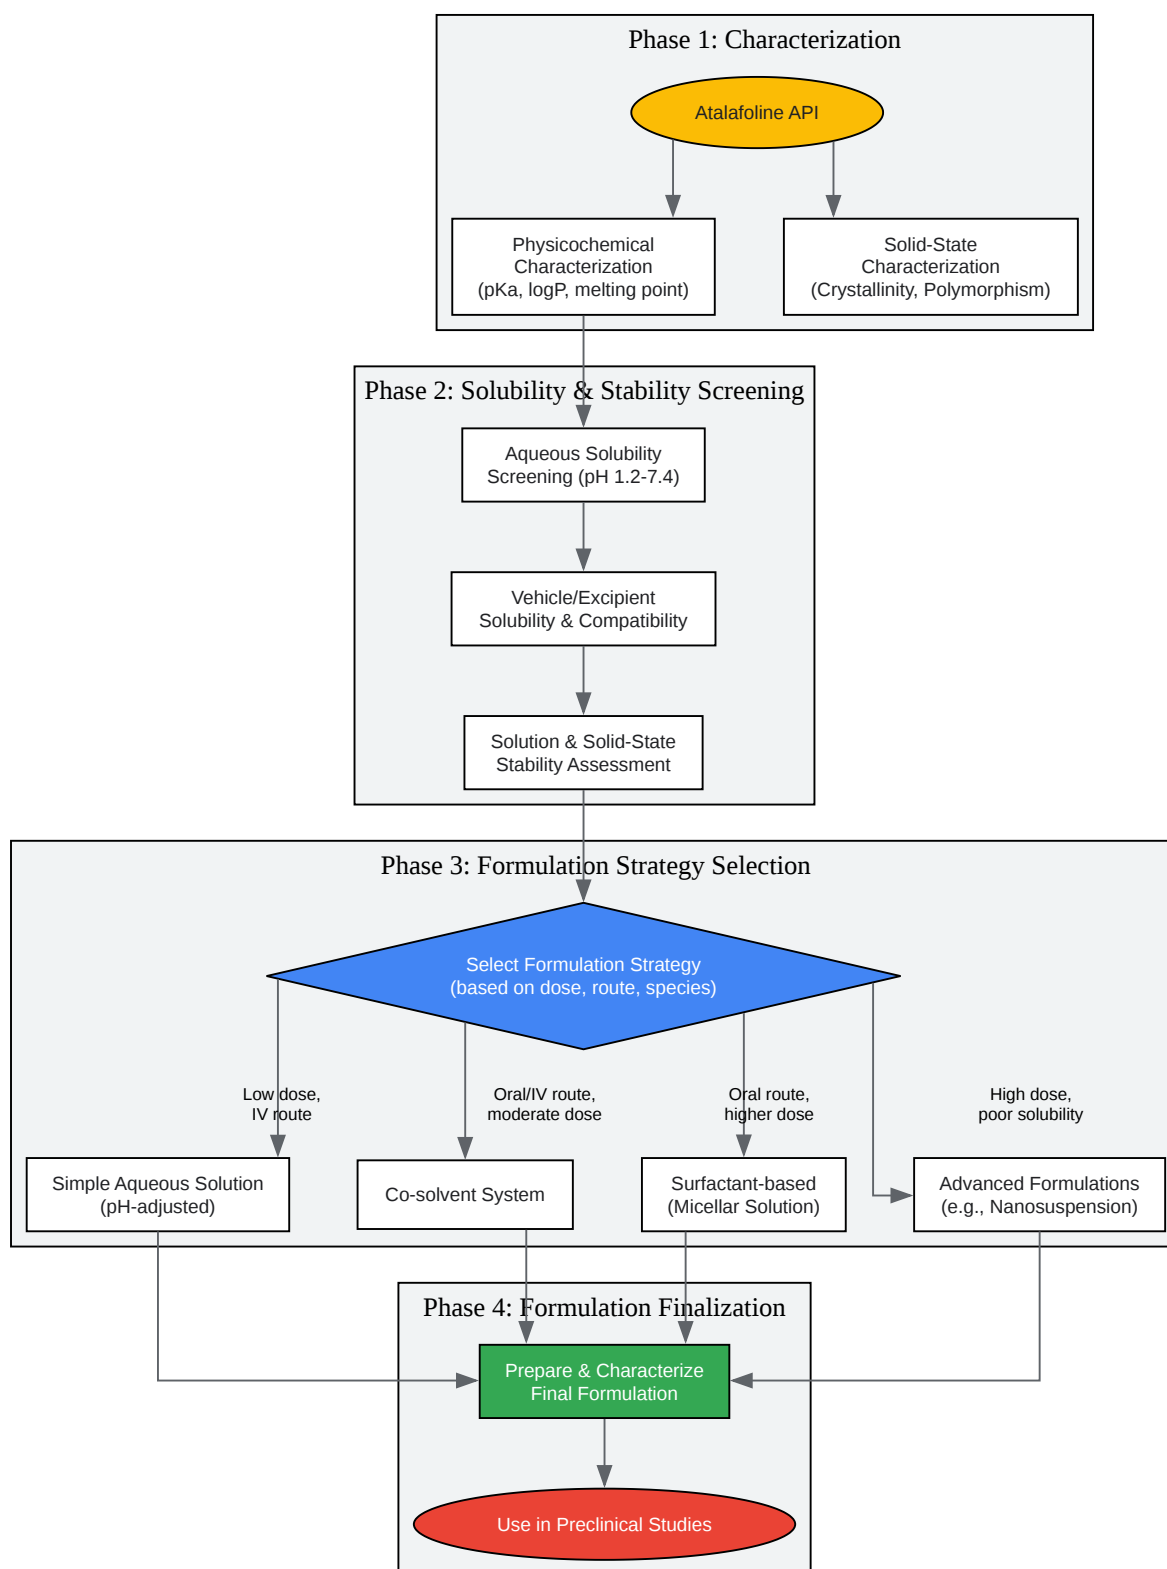 Phase 1: Characterization
Atalafoline API
Physicochemical
Characterization
(pKa, logP, melting point)
Solid-State
Characterization
(Crystallinity, Polymorphism)
Phase 2: Solubility & Stability Screening
Aqueous Solubility
Screening (pH 1.2-7.4)
Vehicle/Excipient
Solubility & Compatibility
Solution & Solid-State
Stability Assessment
Phase 3: Formulation Strategy Selection
Select Formulation Strategy
(based on dose, route, species)
Low dose,
IV route
Oral/IV route,
moderate dose
Oral route,
higher dose
High dose,
poor solubility
Simple Aqueous Solution
(pH-adjusted)
Co-solvent System
Surfactant-based
(Micellar Solution)
Advanced Formulations
(e.g., Nanosuspension)
Phase 4: Formulation Finalization
Prepare & Characterize
Final Formulation
Use in Preclinical Studies